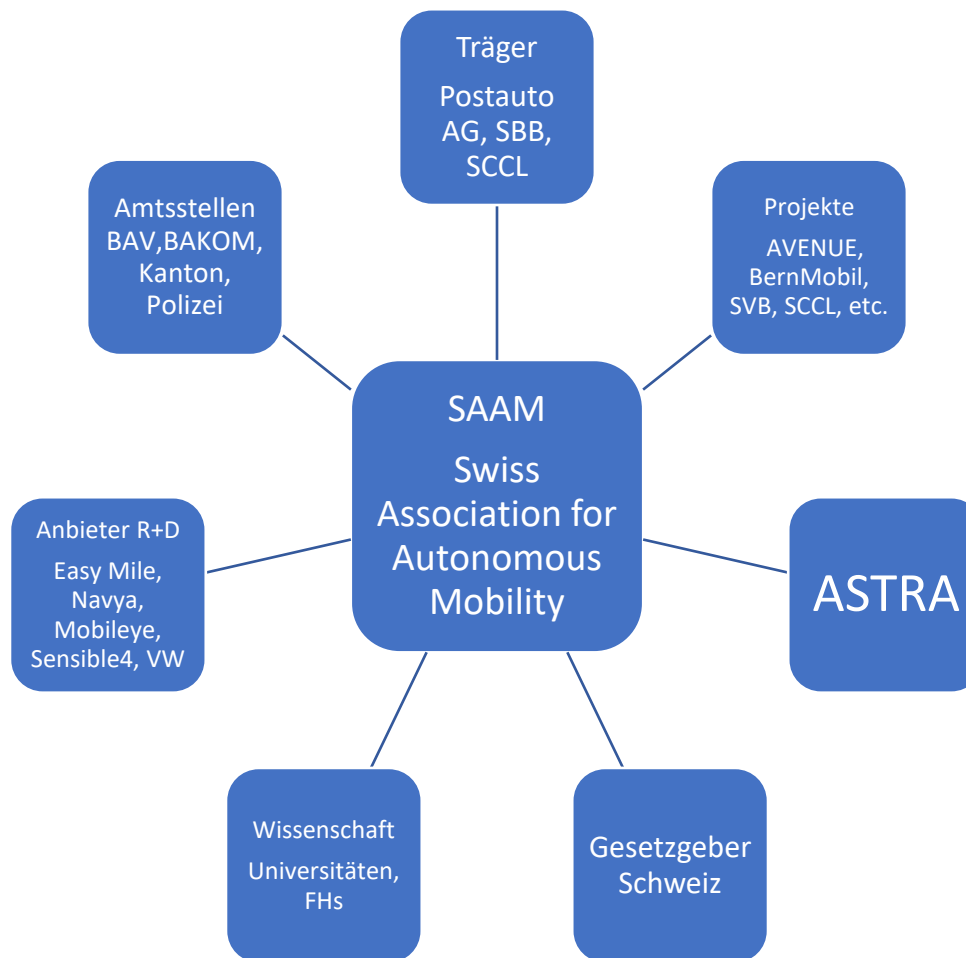 Träger
Postauto
AG, SBB,
SCCL
Amtsstellen
BAV,BAKOM,
Kanton,
Polizei
Projekte
AVENUE,
BernMobil,
SVB, SCCL, etc.
SAAM
Swiss
Association for
Autonomous
Mobility
Anbieter R+D
Easy Mile,
Navya,
Mobileye,
Sensible4, VW
ASTRA
Wissenschaft
Universitäten,
FHs
Gesetzgeber
Schweiz